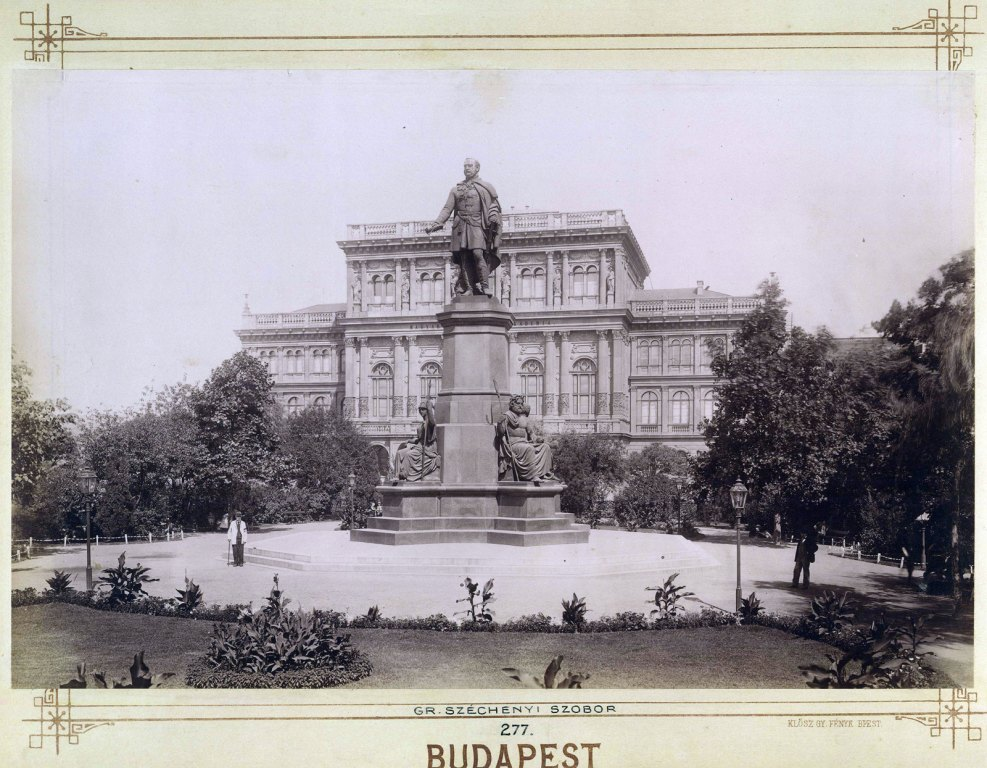 GR. SZÉCHENYI SZOBOR
KLÖSZ GY. FÉNYK. BPEST.
277.
BUDAPEST